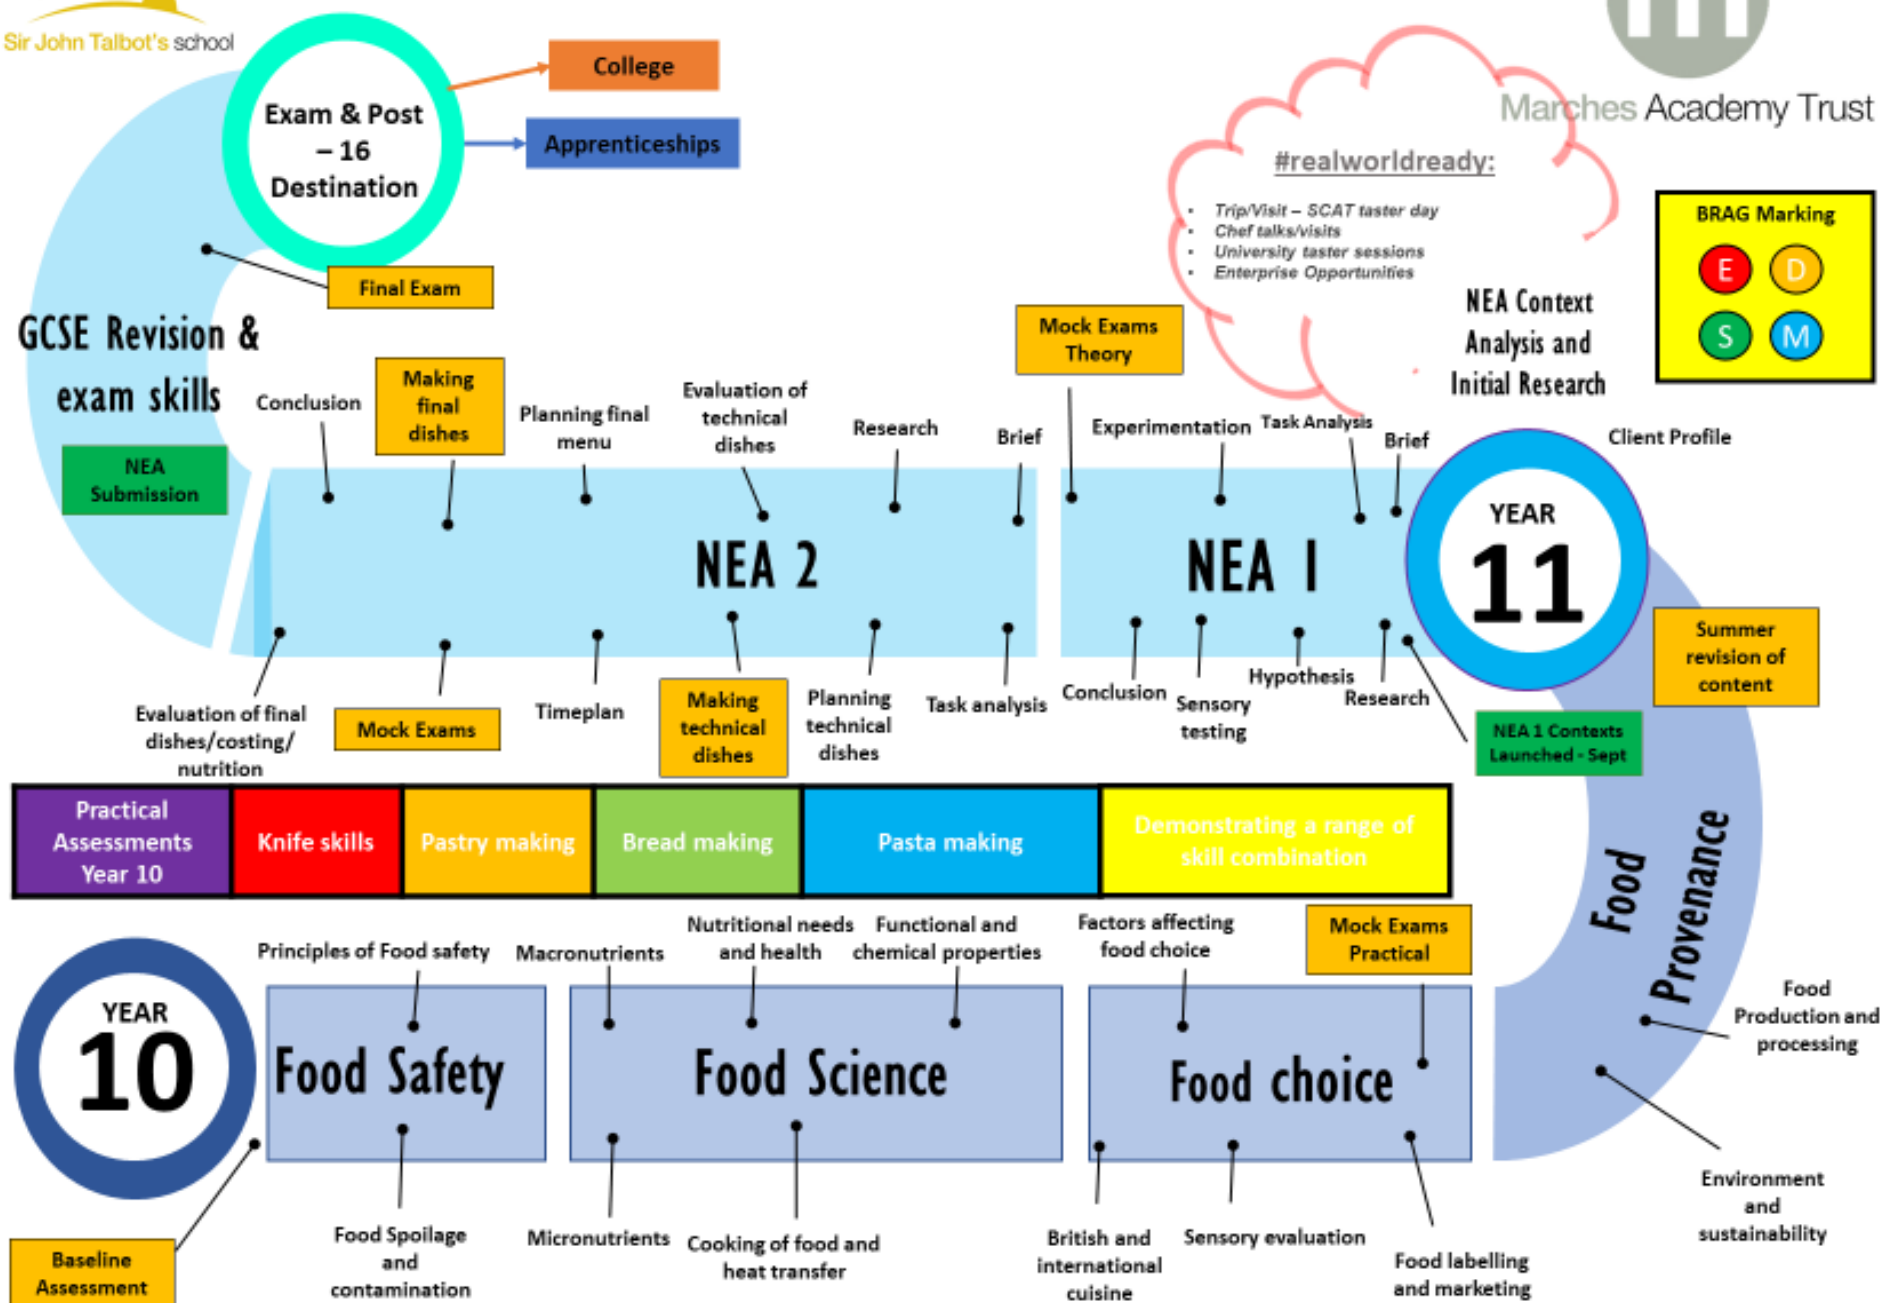 Sir John Talbot's school
Marches Academy Trust
Exam & Post
– 16
Destination
College
Apprenticeships
#realworldready:
Trip/Visit – SCAT taster day
Chef talks/visits
University taster sessions
Enterprise Opportunities
BRAG Marking
E
D
S
M
Final Exam
GCSE Revision &
exam skills
NEA
Submission
Conclusion
Making
final
dishes
Planning final
menu
Evaluation of
technical
dishes
Research
Brief
Mock Exams
Theory
Experimentation
Task Analysis
Brief
NEA Context
Analysis and
Initial Research
Client Profile
NEA 2
NEA 1
YEAR
11
Evaluation of final
dishes/costing/
nutrition
Mock Exams
Timeplan
Making
technical
dishes
Planning
technical
dishes
Task analysis
Conclusion
Sensory
testing
Hypothesis
Research
NEA 1 Contexts
Launched - Sept
Summer
revision of
content
Practical
Assessments
Year 10
Knife skills
Pastry making
Bread making
Pasta making
Demonstrating a range of
skill combination
Food
Provenance
Food
Production and
processing
Environment
and
sustainability
YEAR
10
Baseline
Assessment
Principles of Food safety
Food Safety
Food Spoilage
and
contamination
Macronutrients
Nutritional needs
and health
Functional and
chemical properties
Food Science
Micronutrients
Cooking of food and
heat transfer
Factors affecting
food choice
Mock Exams
Practical
Food choice
British and
international
cuisine
Sensory evaluation
Food labelling
and marketing